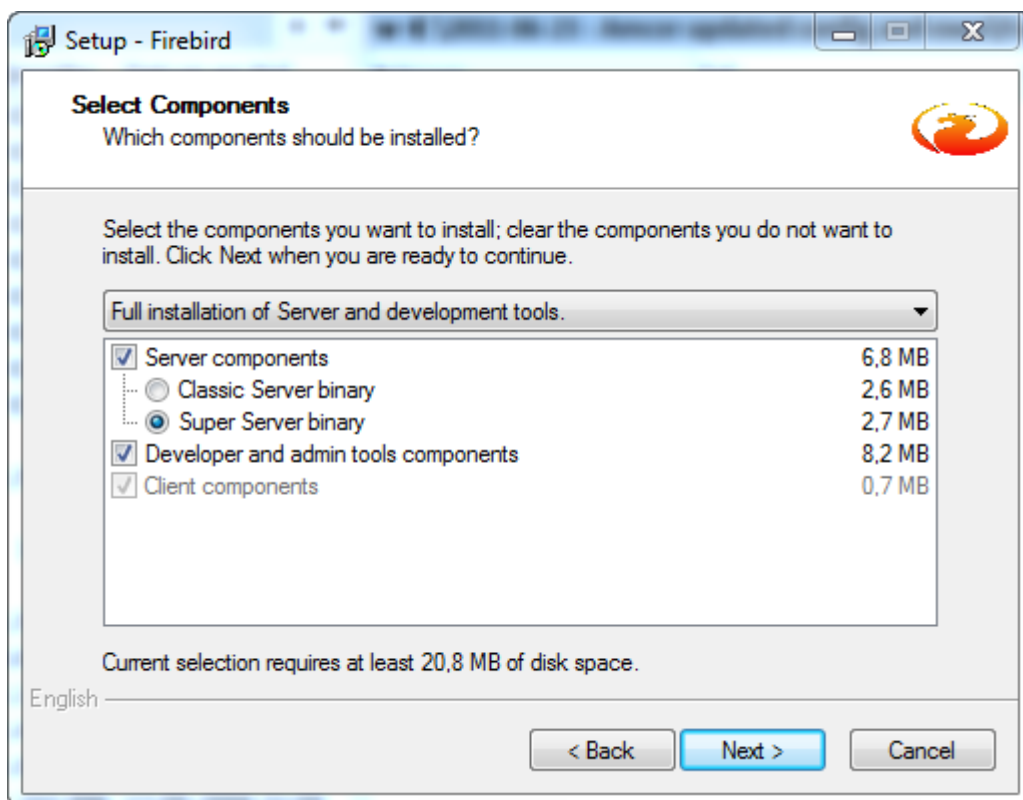 Setup - Firebird
Select Components
Which components should be installed?
Select the components you want to install; clear the components you do not want to
install. Click Next when you are ready to continue.
Full installation of Server and development tools.
Server components 6,8 MB
Classic Server binary 2,6 MB
Super Server binary 2,7 MB
Developer and admin tools components 8,2 MB
Client components 0,7 MB
Current selection requires at least 20,8 MB of disk space.
English
< Back Next > Cancel